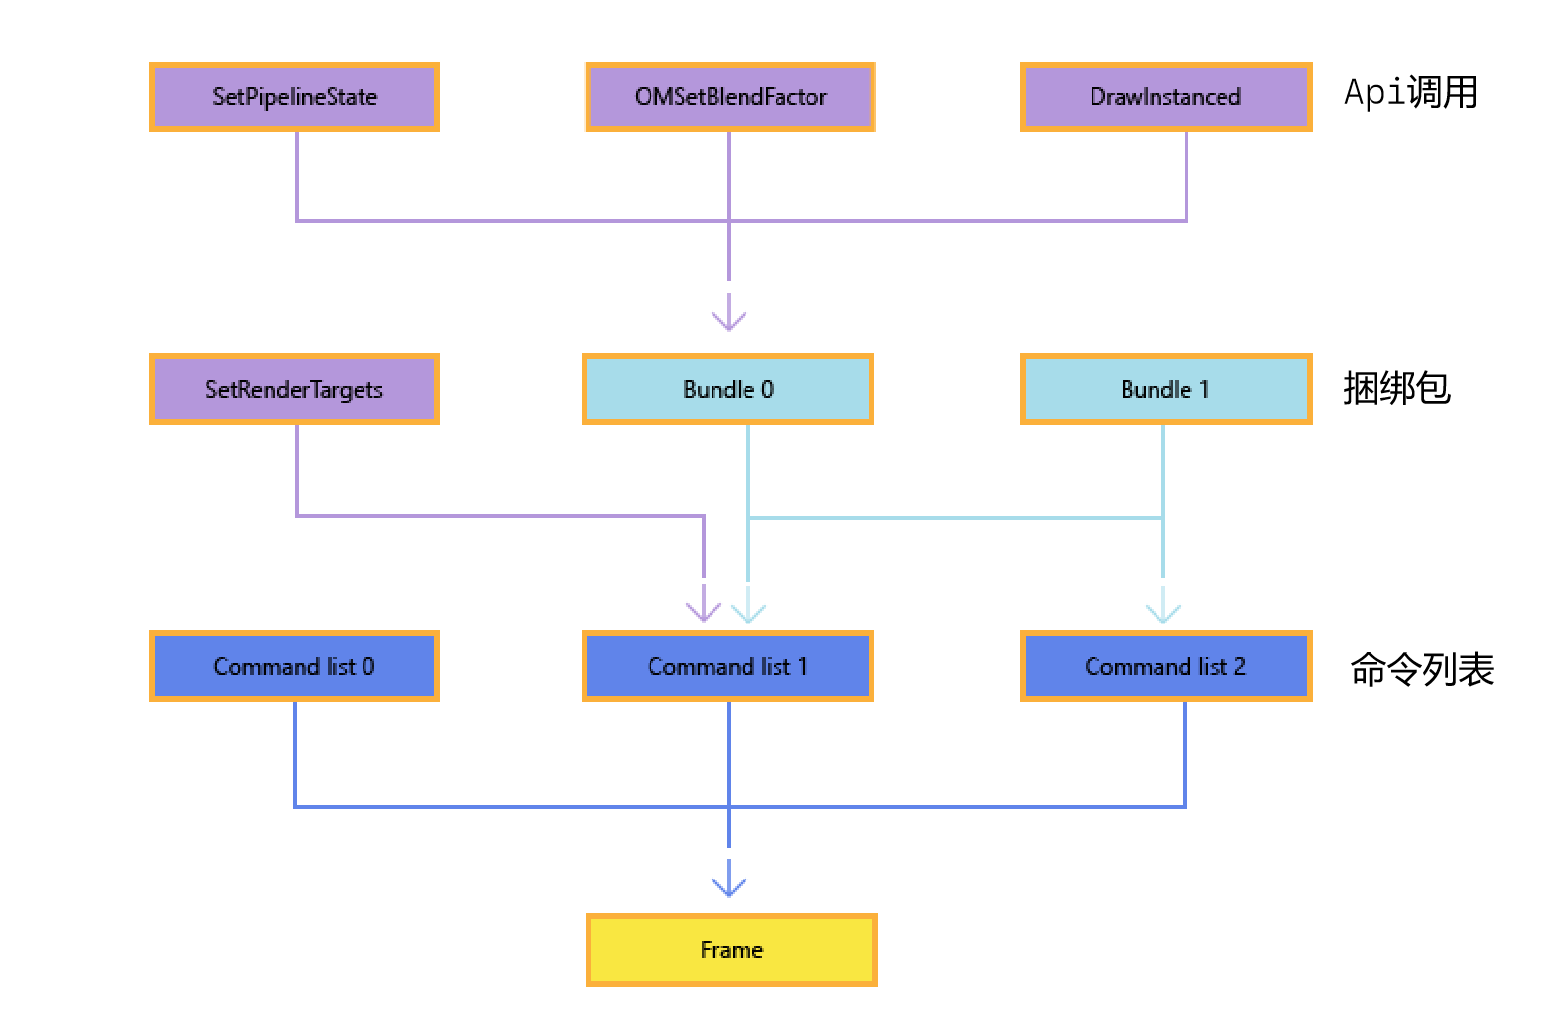 SetPipelineState
OMSetBlendFactor
DrawInstanced
Api调用
SetRenderTargets
Bundle 0
Bundle 1
捆绑包
Command list 0
Command list 1
Command list 2
命令列表
Frame